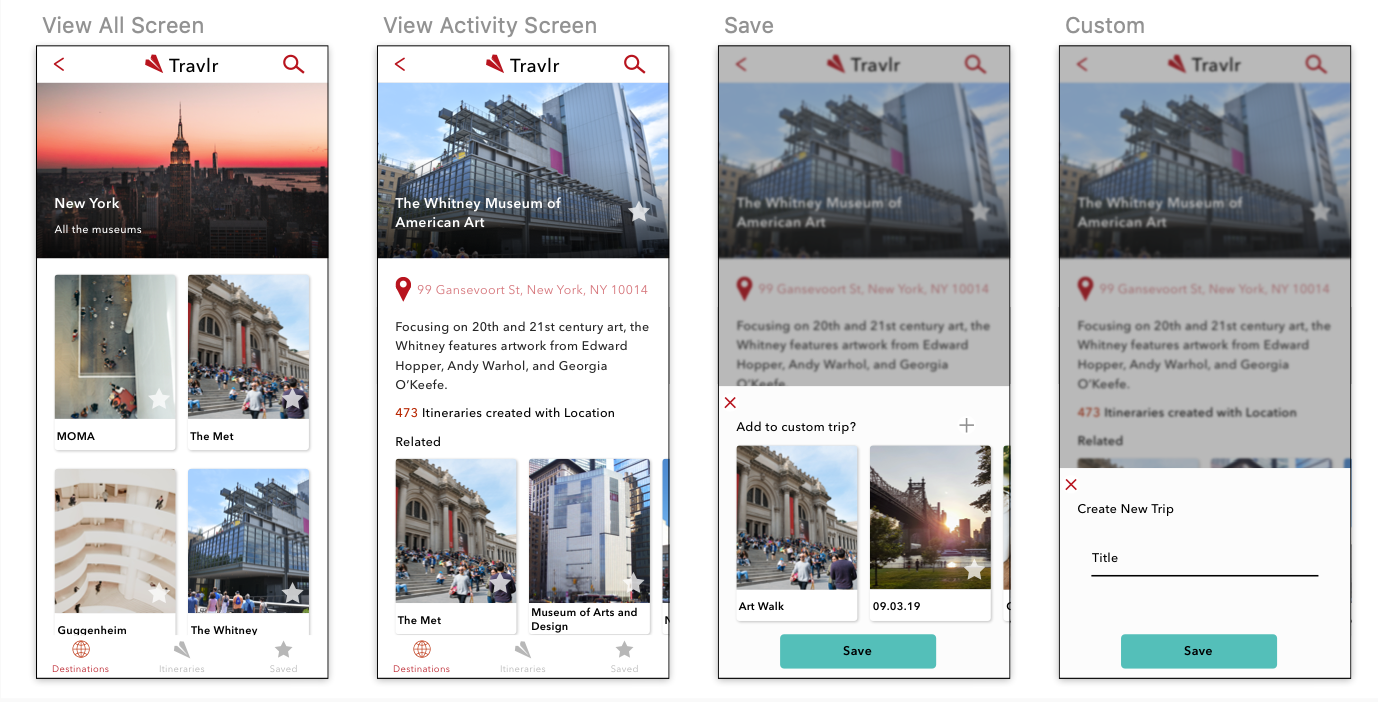 View All Screen
Travlr
New York
All the museums
MOMA
The Met
Guggenheim
The Whitney
Destinations
Itineraries
Saved
View Activity Screen
Travlr
The Whitney Museum of
American Art
99 Gansevoort St, New York, NY 10014
Focusing on 20th and 21st century art, the
Whitney features artwork from Edward
Hopper, Andy Warhol, and Georgia
O’Keefe.
473 Itineraries created with Location
Related
The Met
Museum of Arts and
Design
Destinations
Itineraries
Saved
Save
Travlr
The Whitney Museum of
American Art
99 Gansevoort St, New York, NY 10014
Focusing on 20th and 21st century art, the
Whitney features artwork from Edward
Hopper, Andy Warhol, and Georgia
O’Keefe.
Add to custom trip?
Art Walk
09.03.19
Save
Custom
Travlr
The Whitney Museum of
American Art
99 Gansevoort St, New York, NY 10014
Focusing on 20th and 21st century art, the
Whitney features artwork from Edward
Hopper, Andy Warhol, and Georgia
O’Keefe.
473 Itineraries created with Location
Related
Create New Trip
Title
Save